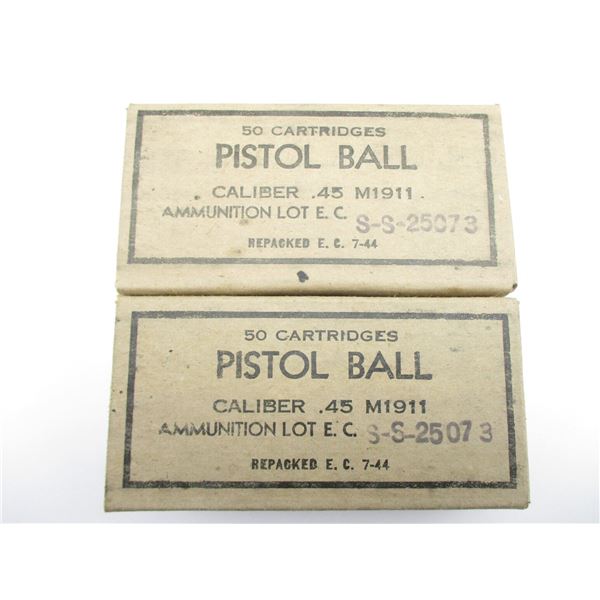 50 CARTRIDGES
PISTOL BALL
CALIBER .45 M1911
AMMUNITION LOT E. C. S-S-25073
REPACKED E. C. 7-44
50 CARTRIDGES
PISTOL BALL
CALIBER .45 M1911
AMMUNITION LOT E. C. S-S-25073
REPACKED E. C. 7-44